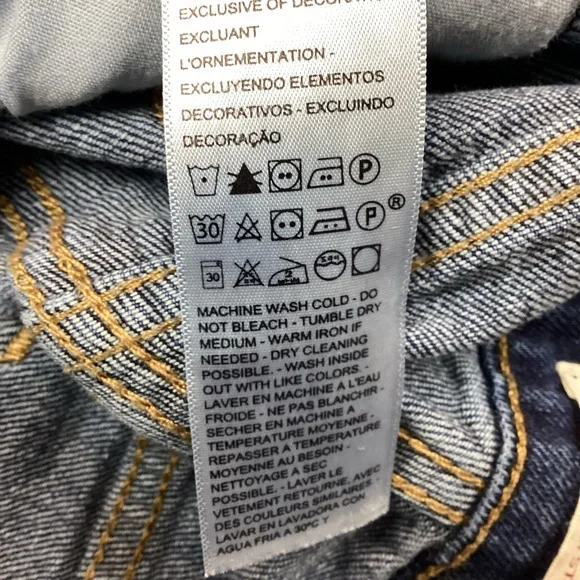 EXCLUSIVE OF DECORATION
EXCLUANT
L'ORNEMENTATION -
EXCLUYENDO ELEMENTOS
DECORATIVOS - EXCLUINDO
DECORAÇÃO
P
30 P ®
30 2
MACHINE WASH COLD - DO
NOT BLEACH - TUMBLE DRY
MEDIUM - WARM IRON IF
NEEDED - DRY CLEANING
POSSIBLE. - WASH INSIDE
OUT WITH LIKE COLORS. -
LAVER EN MACHINE A L'EAU
FROIDE - NE PAS BLANCHIR -
SECHER EN MACHINE A
TEMPERATURE MOYENNE -
REPASSER A TEMPERATURE
MOYENNE AU BESOIN -
NETTOYAGE A SEC
POSSIBLE. - LAVER LE
VETEMENT RETOURNE, AVEC
DES COULEURS SIMILAIRES. -
LAVAR EN LAVADORA CON
AGUA FRIA A 30ºC Y